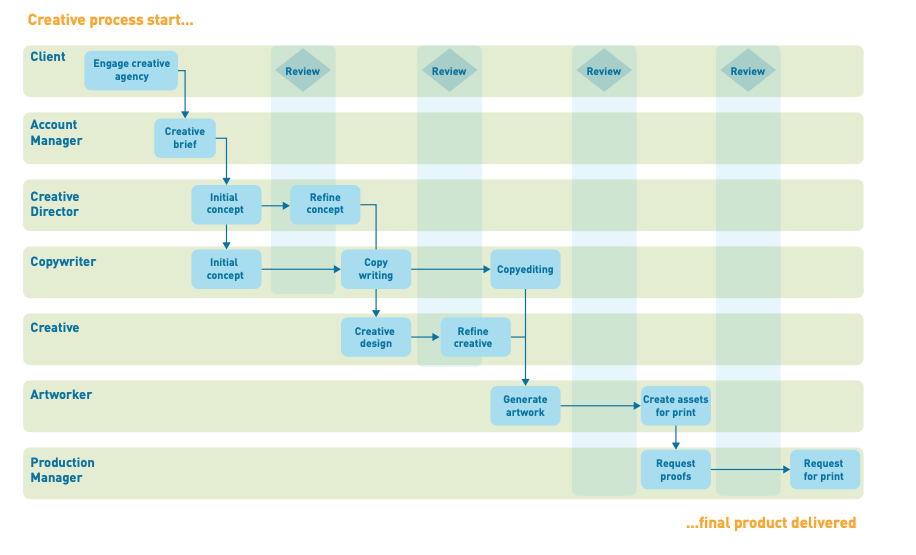 Creative process start...
Client
Engage creative
agency
Review
Review
Review
Review
Account
Manager
Creative
brief
Creative
Director
Initial
concept
Refine
concept
Copywriter
Initial
concept
Copy
writing
Copyediting
Creative
Creative
design
Refine
creative
Artworker
Generate
artwork
Create assets
for print
Production
Manager
Request
proofs
Request
for print
...final product delivered